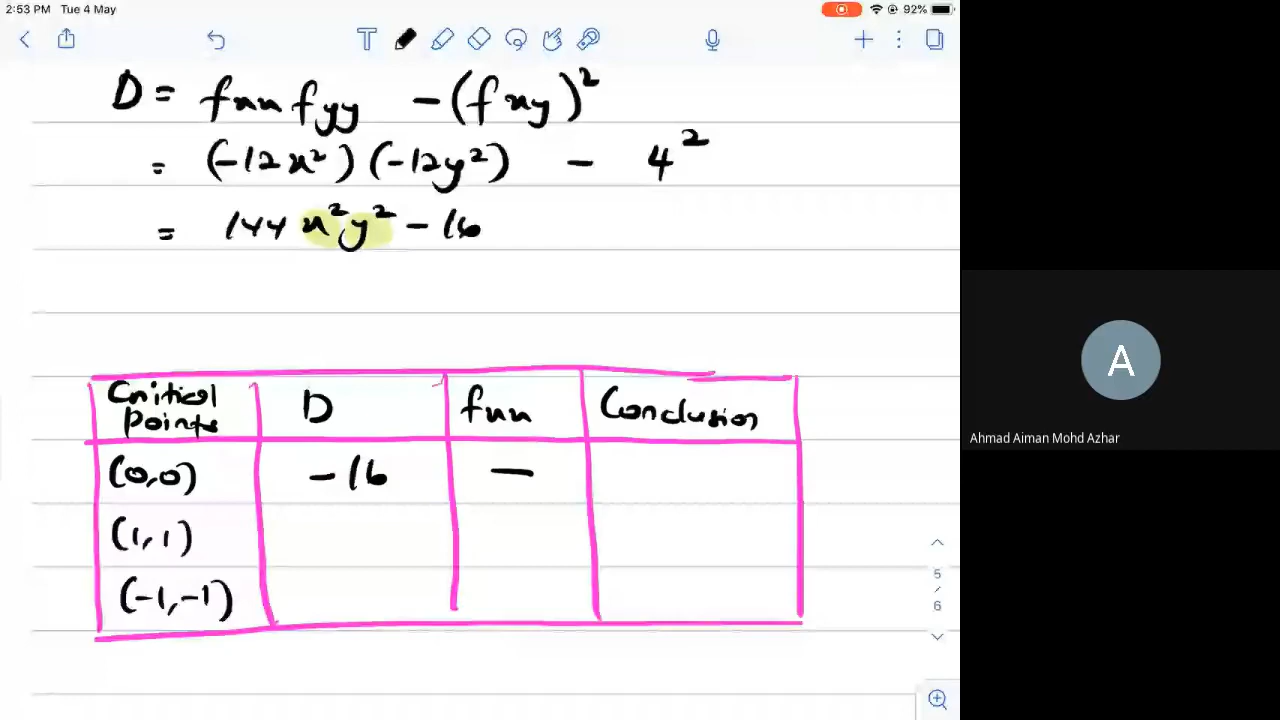 2:53 PM Tue 4 May 92%
D = fxx fyy - (fxy)²
= (-12x²)(-12y²) - 4²
= 144x²y² - 16
Critical Points D fxx Conclusion
(0,0) -16 —
(1,1)
(-1,-1)
5
/
6
A
Ahmad Aiman Mohd Azhar